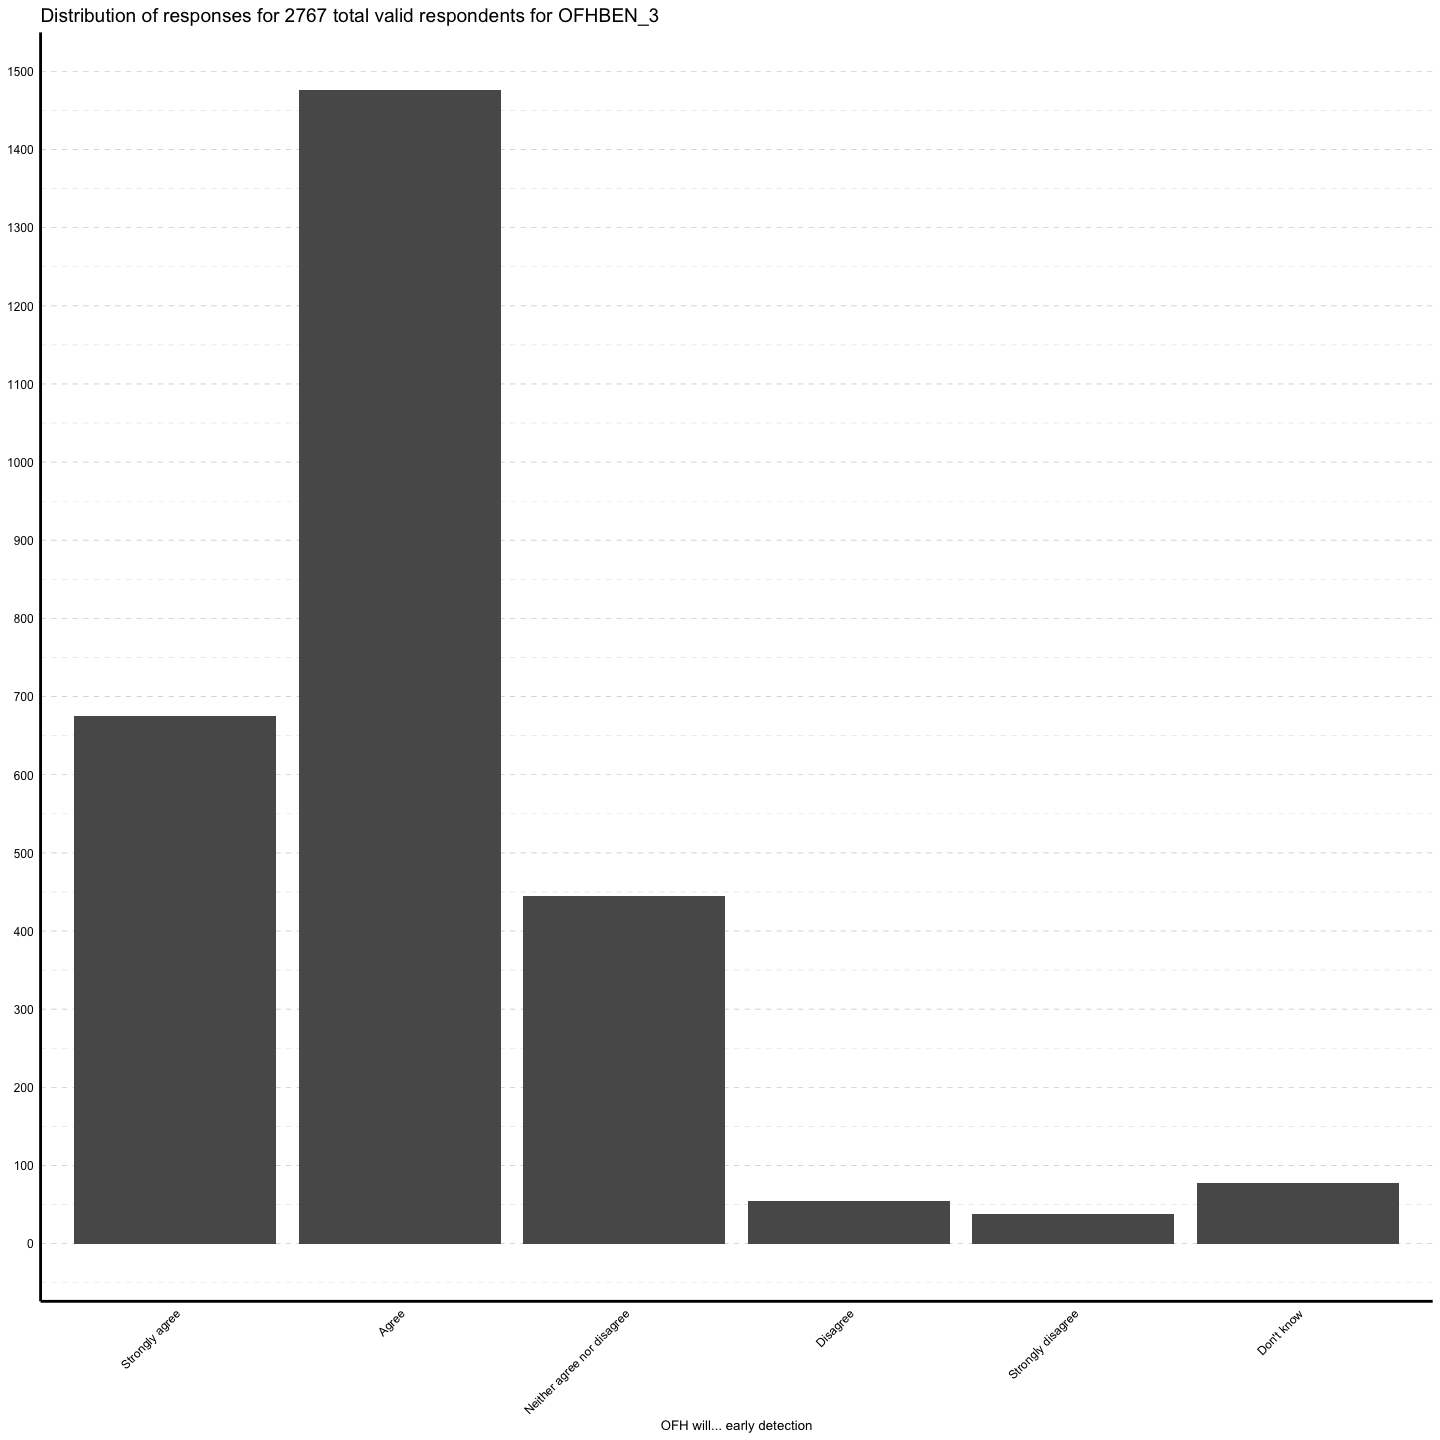 Distribution of responses for 2767 total valid respondents for OFHBEN_3
1500
1400
1300
1200
1100
1000
900
800
700
600
500
400
300
200
100
0
Strongly agree
Agree
Neither agree nor disagree
Disagree
Strongly disagree
Don't know
OFH will... early detection